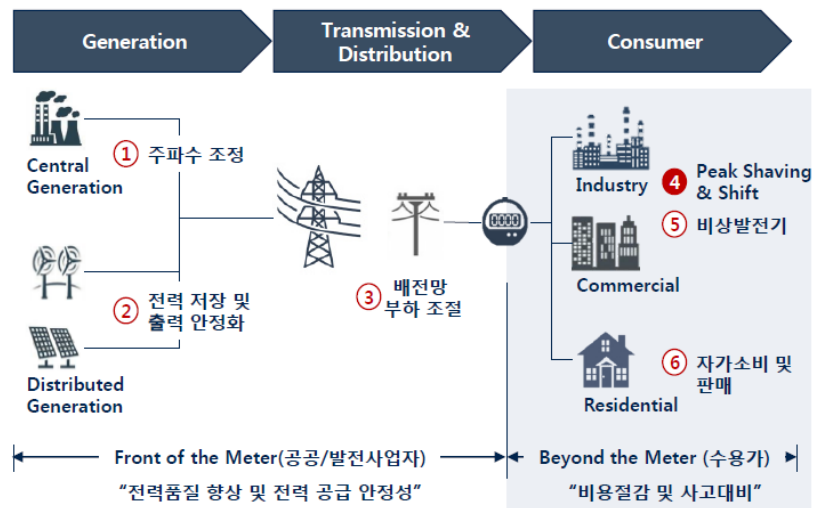 Generation
Transmission &
Distribution
Consumer
Central
Generation
① 주파수 조정
② 전력 저장 및
출력 안정화
Distributed
Generation
③ 배전망
부하 조절
0000
Industry
④ Peak Shaving
& Shift
⑤ 비상발전기
Commercial
⑥ 자가소비 및
판매
Residential
Front of the Meter(공공/발전사업자)
“전력품질 향상 및 전력 공급 안정성”
Beyond the Meter (수용가)
“비용절감 및 사고대비”